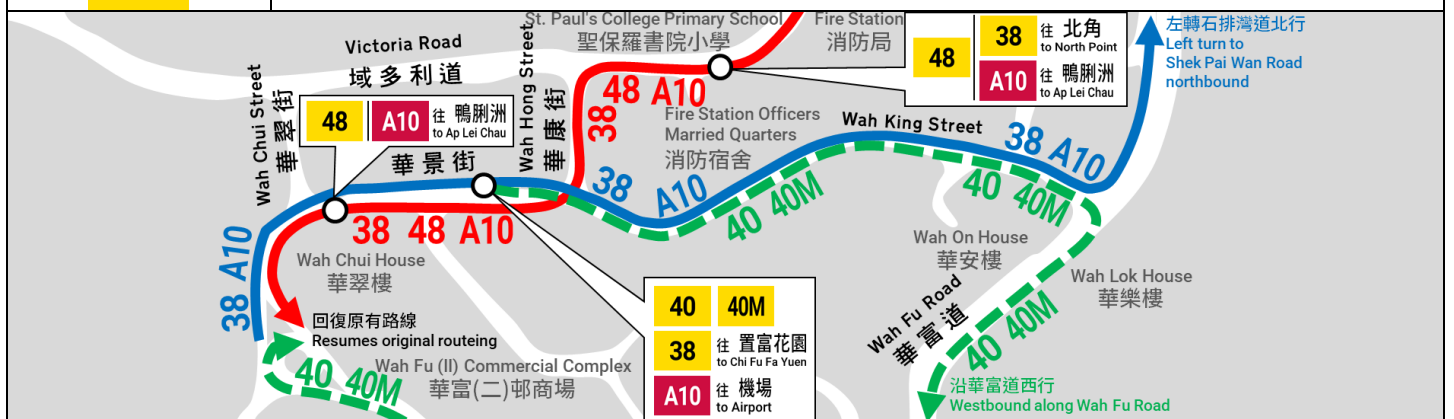 St. Paul's College Primary School
聖保羅書院小學
Fire Station
消防局
48
38
往 北角
to North Point
A10
往 鴨脷洲
to Ap Lei Chau
左轉石排灣道北行
Left turn to
Shek Pai Wan Road
northbound
Victoria Road
域多利道
Wah Chui Street
華翠街
48
A10
往 鴨脷洲
to Ap Lei Chau
華景街
Wah Hong Street
華康街
38
48 A10
Fire Station Officers
Married Quarters
消防宿舍
Wah King Street
38 A10
38 A10
40 40M
40 40M
38 48 A10
38 A10
Wah Chui House
華翠樓
Wah On House
華安樓
Wah Lok House
華樂樓
Wah Fu Road
華富道
40 40M
回復原有路線
Resumes original routeing
40 40M
Wah Fu (II) Commercial Complex
華富(二)邨商場
40
40M
38
往 置富花園
to Chi Fu Fa Yuen
A10
往 機場
to Airport
沿華富道西行
Westbound along Wah Fu Road